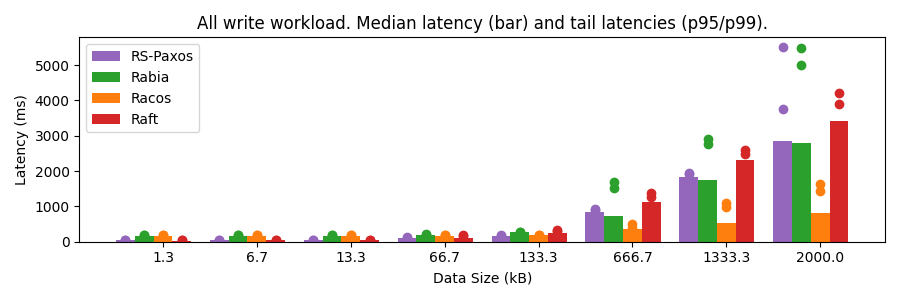 All write workload. Median latency (bar) and tail latencies (p95/p99).
Latency (ms)
5000
4000
3000
2000
1000
0
RS-Paxos
Rabia
Racos
Raft
1.3 6.7 13.3 66.7 133.3 666.7 1333.3 2000.0
Data Size (kB)